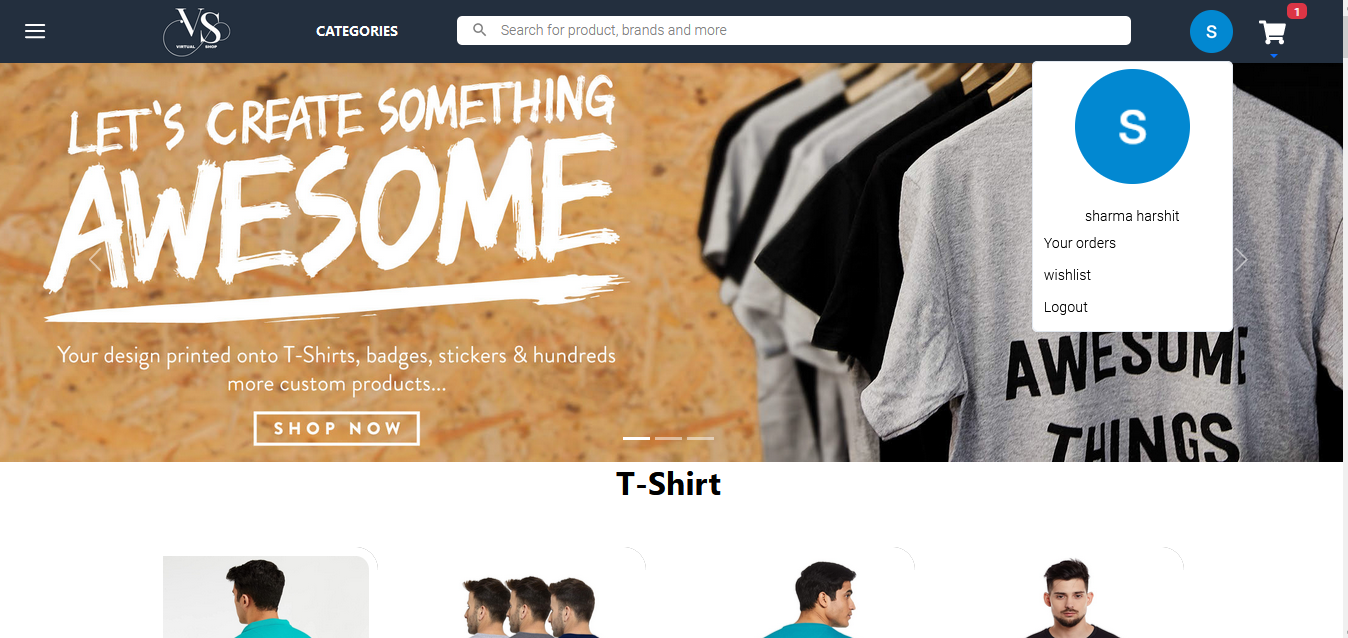 VS
VIRTUAL SHOP
CATEGORIES
Search for product, brands and more
S
1
LET'S CREATE SOMETHING
AWESOME
Your design printed onto T-Shirts, badges, stickers & hundreds
more custom products...
SHOP NOW
S
sharma harshit
Your orders
wishlist
Logout
AWESOME
THINGS
T-Shirt